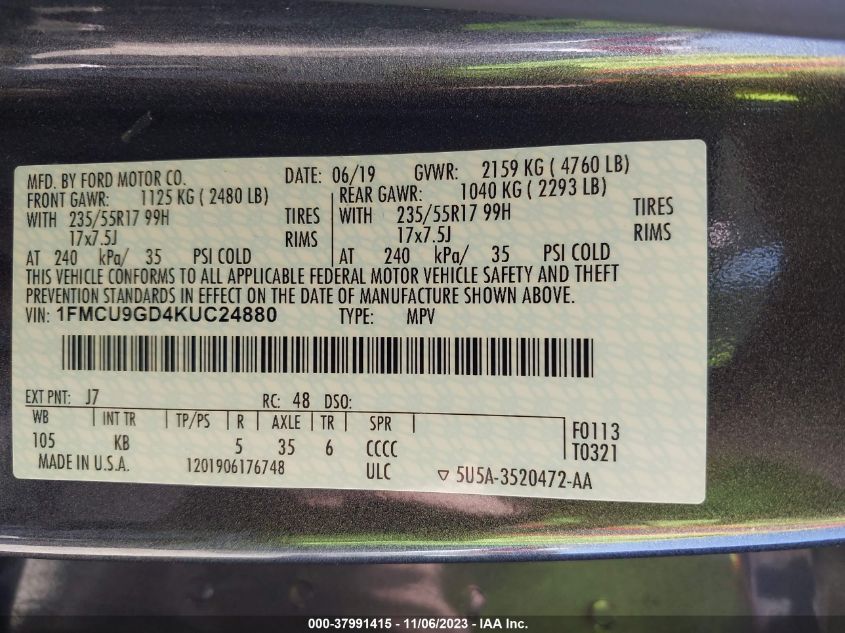 MFD. BY FORD MOTOR CO. DATE: 06/19 GVWR: 2159 KG ( 4760 LB)
FRONT GAWR: 1125 KG ( 2480 LB) REAR GAWR: 1040 KG ( 2293 LB)
WITH 235/55R17 99H TIRES WITH 235/55R17 99H TIRES
17x7.5J RIMS 17x7.5J RIMS
AT 240 kPa/ 35 PSI COLD AT 240 kPa/ 35 PSI COLD
THIS VEHICLE CONFORMS TO ALL APPLICABLE FEDERAL MOTOR VEHICLE SAFETY AND THEFT
PREVENTION STANDARDS IN EFFECT ON THE DATE OF MANUFACTURE SHOWN ABOVE.
VIN: 1FMCU9GD4KUC24880 TYPE: MPV
EXT PNT: J7 RC: 48 DSO:
WB INT TR TP/PS R AXLE TR SPR F0113
105 KB 5 35 6 CCCC T0321
MADE IN U.S.A. 1201906176748 ULC ▽ 5U5A-3520472-AA
000-37991415 - 11/06/2023 - IAA Inc.